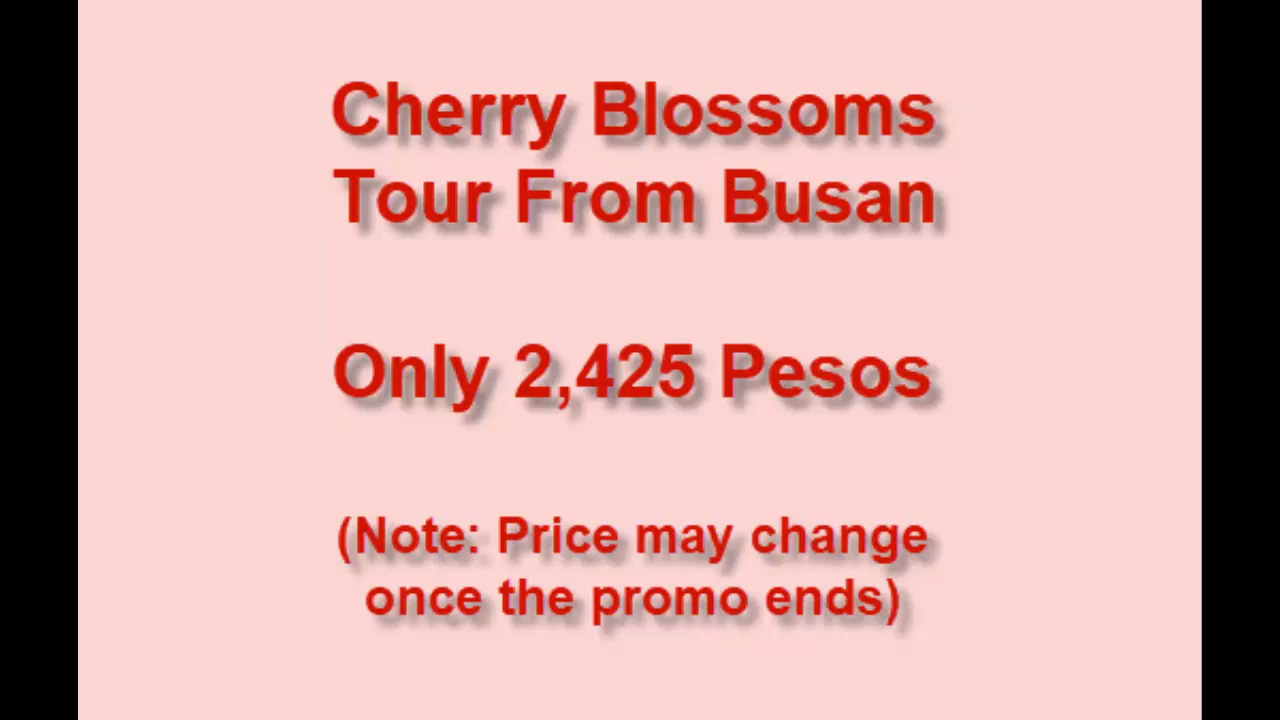 Cherry Blossoms
Tour From Busan
Only 2,425 Pesos
(Note: Price may change
once the promo ends)